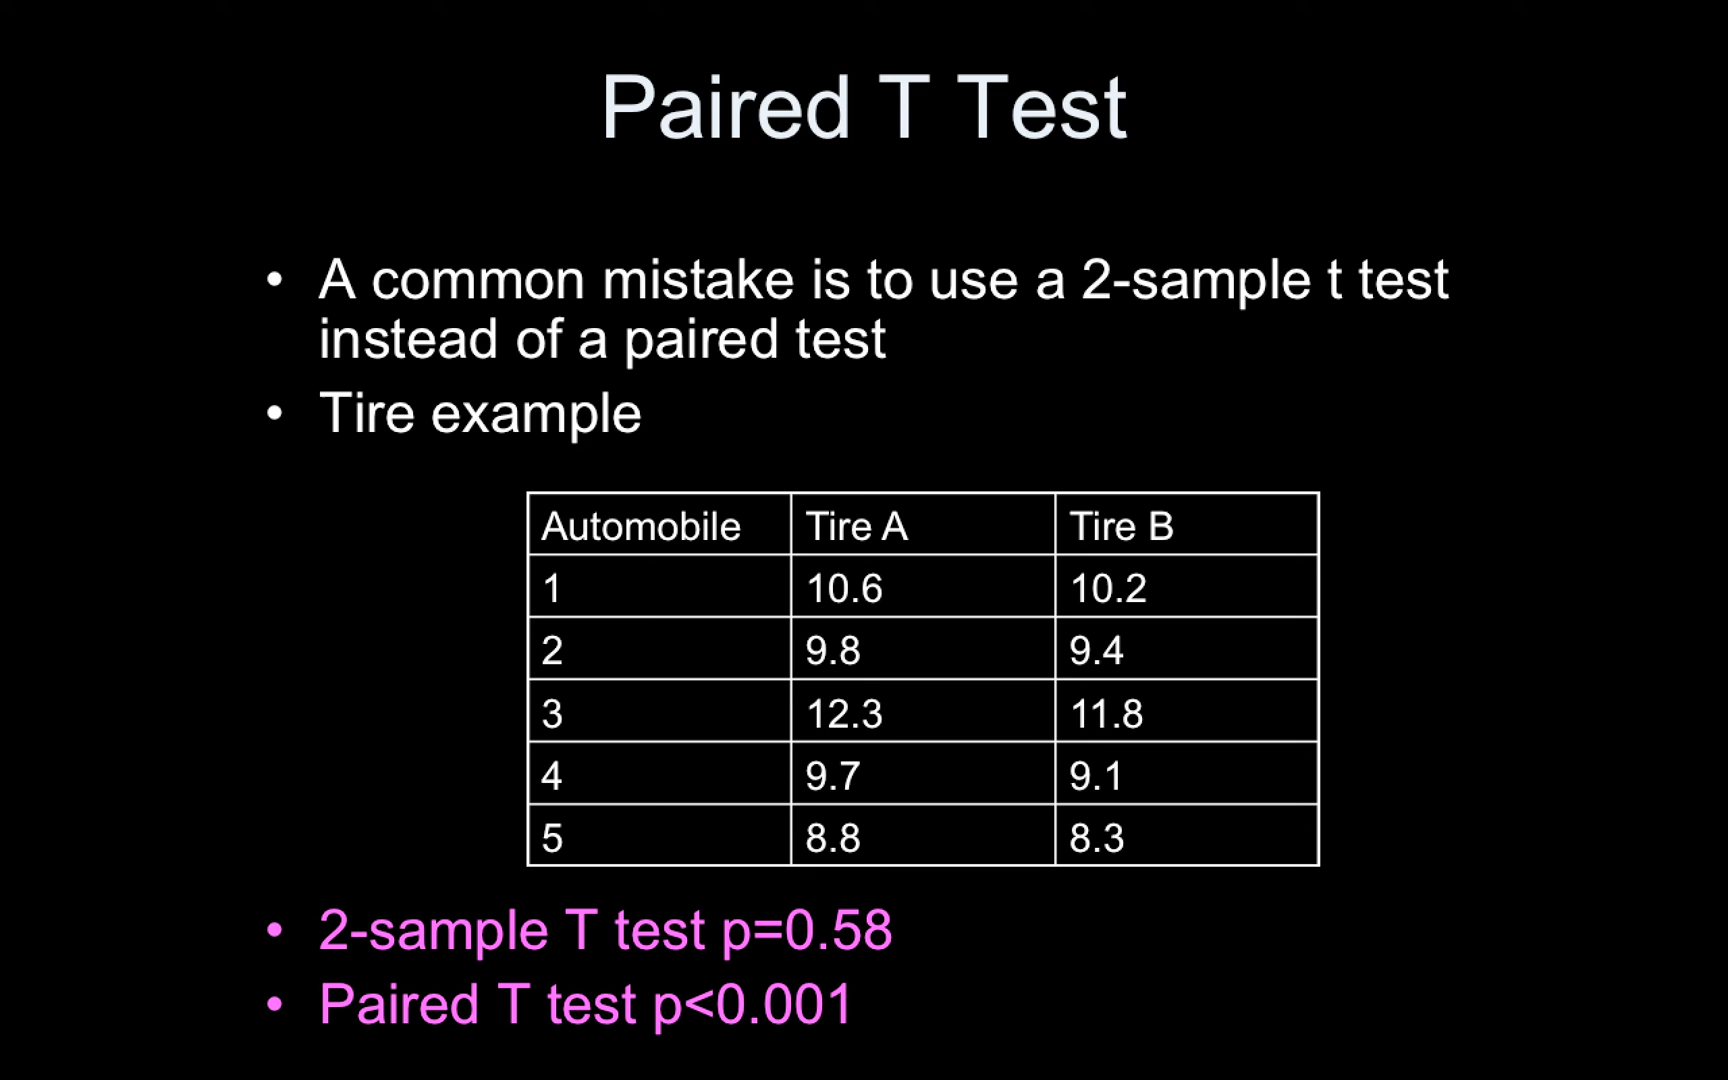 Paired T Test
• A common mistake is to use a 2-sample t test
instead of a paired test
• Tire example
Automobile Tire A Tire B
1 10.6 10.2
2 9.8 9.4
3 12.3 11.8
4 9.7 9.1
5 8.8 8.3
• 2-sample T test p=0.58
• Paired T test p<0.001